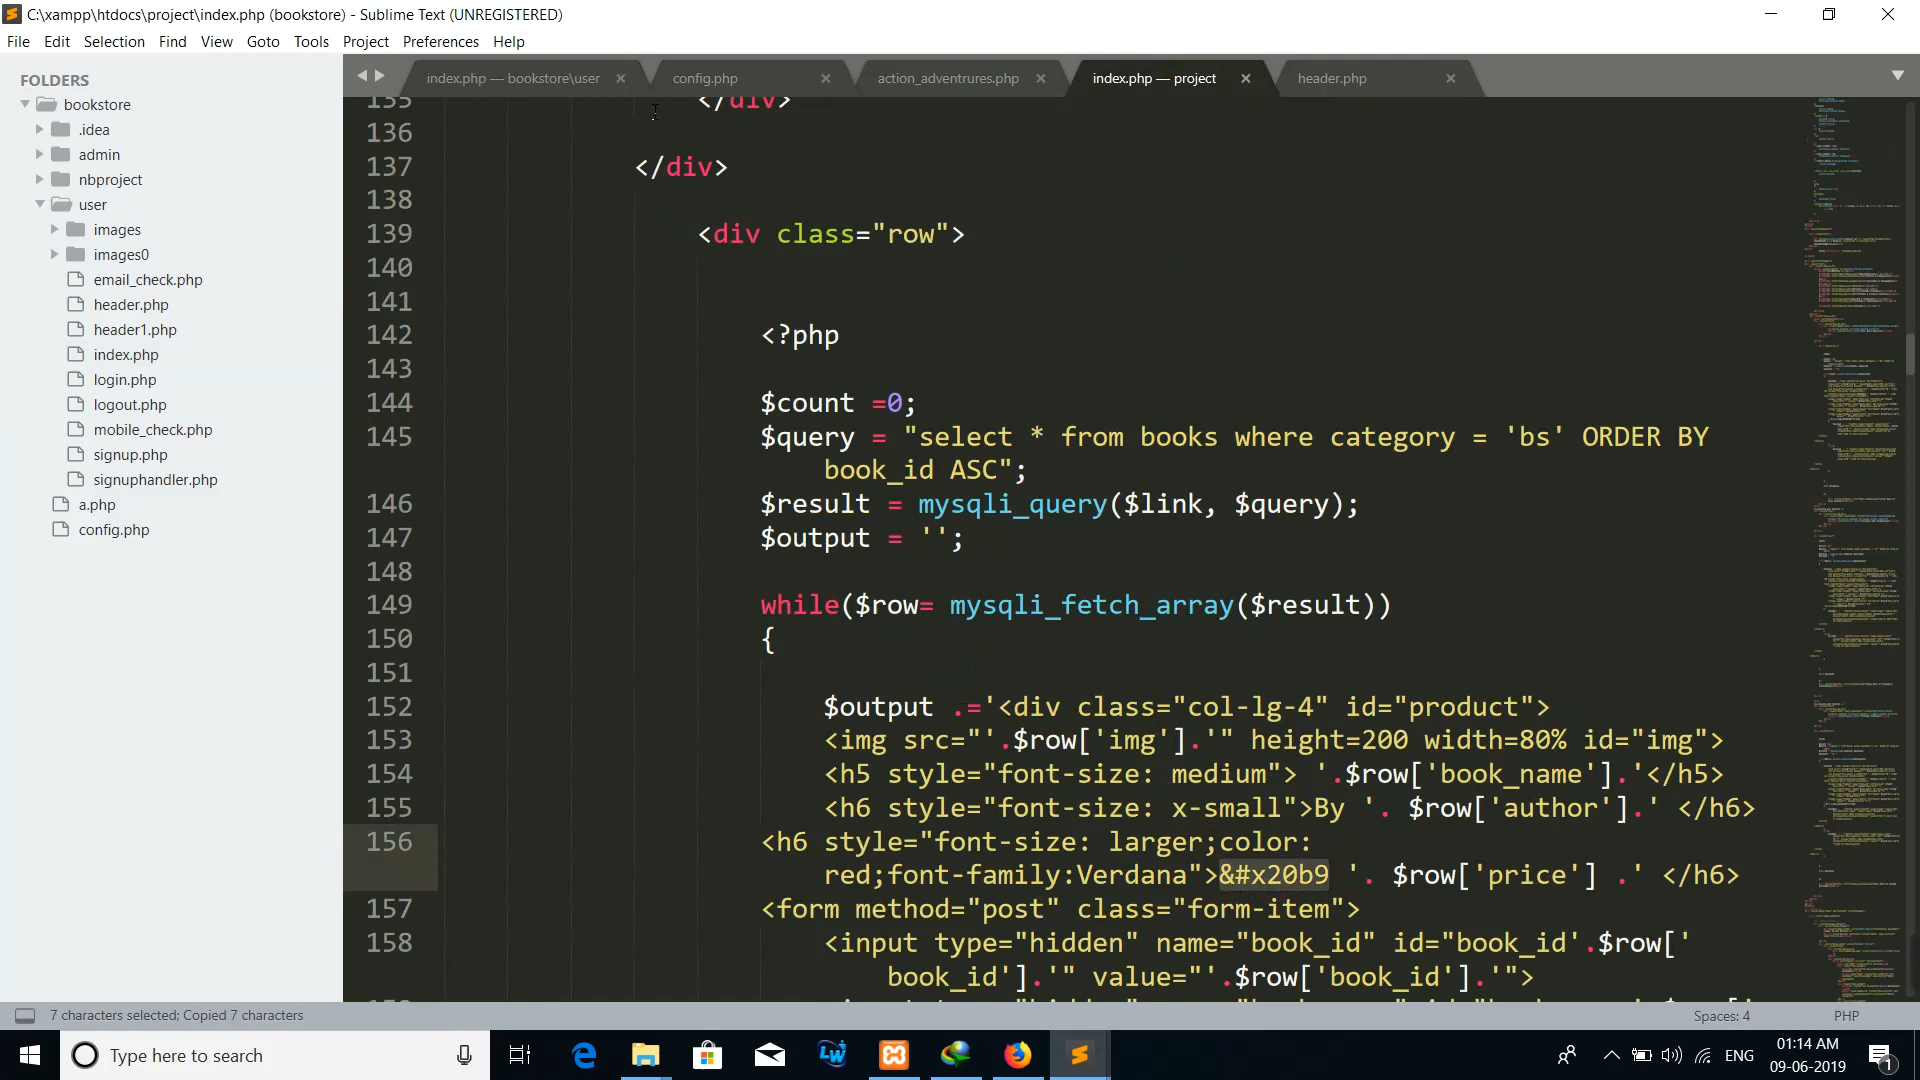 C:\xampp\htdocs\project\index.php (bookstore) - Sublime Text (UNREGISTERED)
File Edit Selection Find View Goto Tools Project Preferences Help
FOLDERS
bookstore
.idea
admin
nbproject
user
images
images0
email_check.php
header.php
header1.php
index.php
login.php
logout.php
mobile_check.php
signup.php
signuphandler.php
a.php
config.php
index.php — bookstore\user config.php action_adventrures.php index.php — project header.php
135 </div>
136
137 </div>
138
139 <div class="row">
140
141
142 <?php
143
144 $count =0;
145 $query = "select * from books where category = 'bs' ORDER BY
book_id ASC";
146 $result = mysqli_query($link, $query);
147 $output = '';
148
149 while($row= mysqli_fetch_array($result))
150 {
151
152 $output .='<div class="col-lg-4" id="product">
153 <img src="'.$row['img'].'" height=200 width=80% id="img">
154 <h5 style="font-size: medium"> '.$row['book_name'].'</h5>
155 <h6 style="font-size: x-small">By '. $row['author'].' </h6>
156 <h6 style="font-size: larger;color:
red;font-family:Verdana">&#x20b9 '. $row['price'] .' </h6>
157 <form method="post" class="form-item">
158 <input type="hidden" name="book_id" id="book_id'.$row['
book_id'].'" value="'.$row['book_id'].'">
7 characters selected; Copied 7 characters Spaces: 4 PHP
Type here to search
ENG
01:14 AM
09-06-2019
1